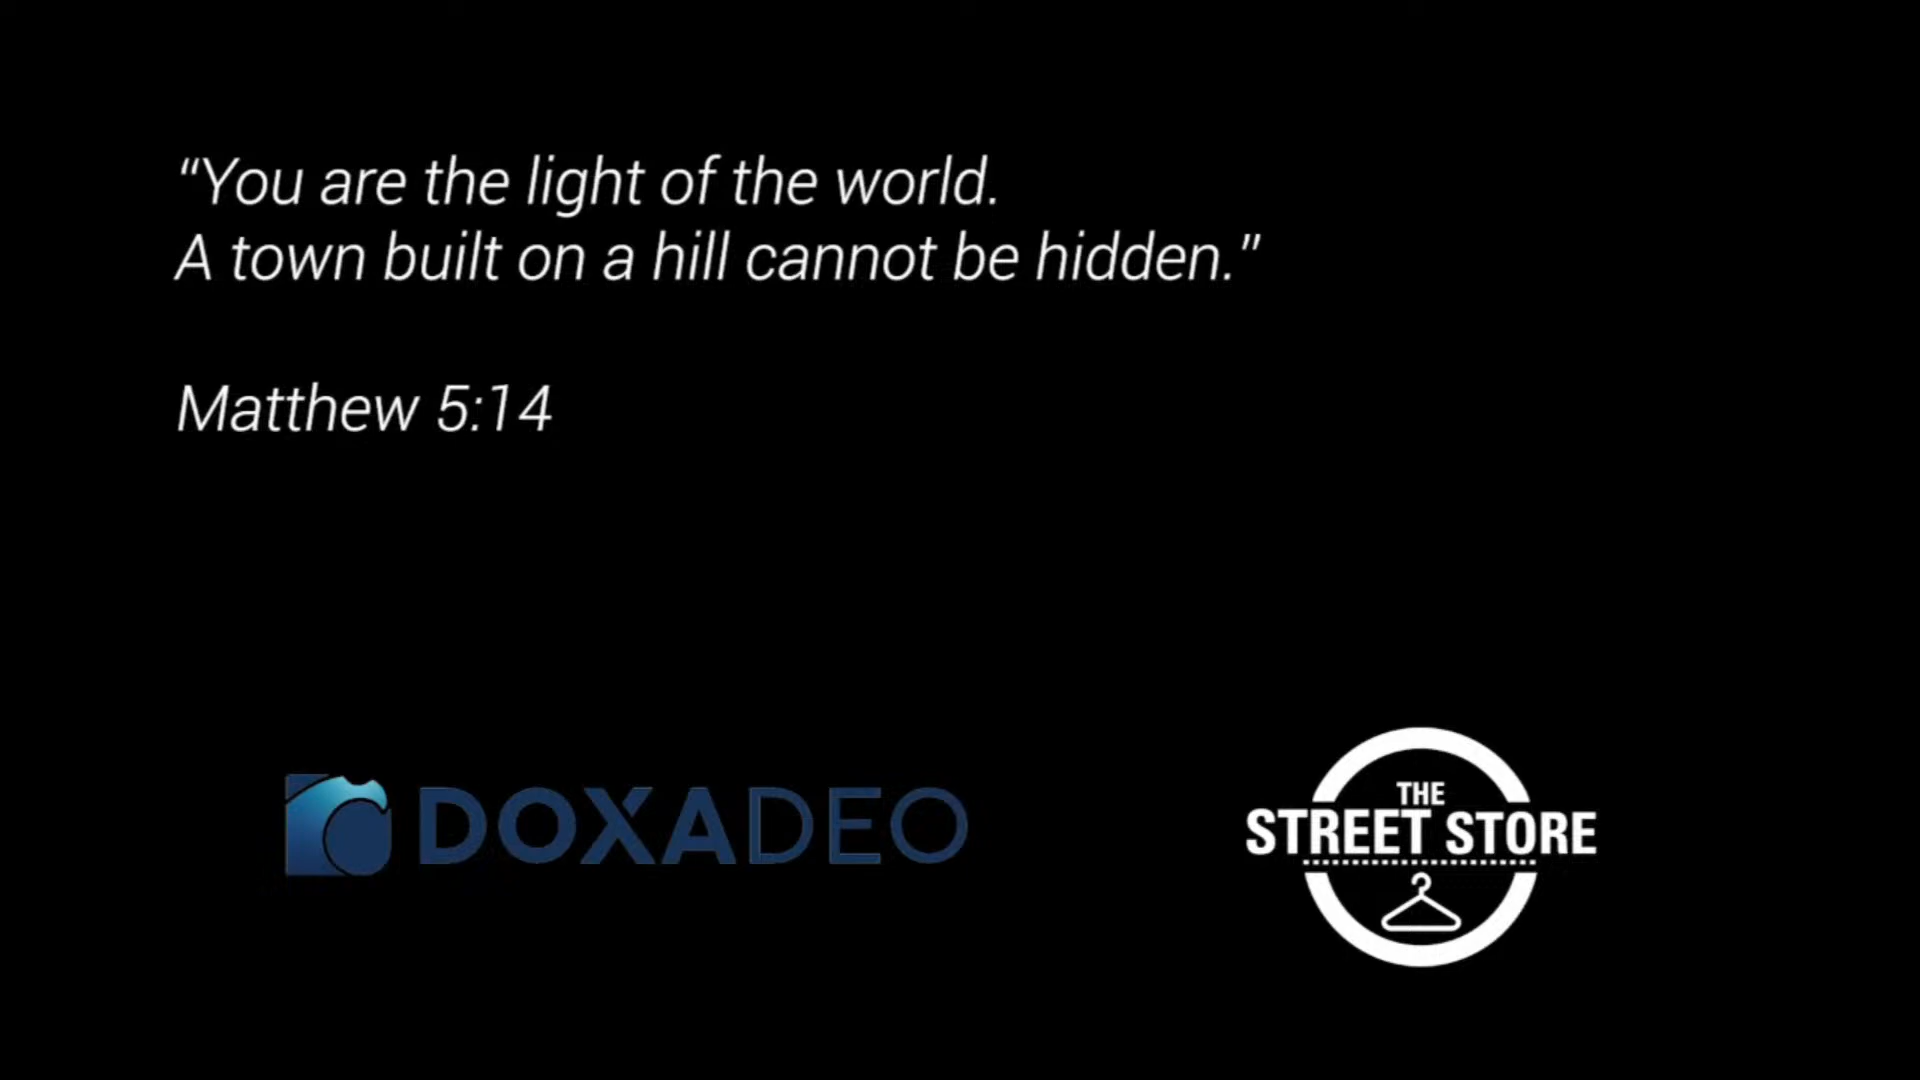 “You are the light of the world.
A town built on a hill cannot be hidden.”
Matthew 5:14
DOXADEO
THE
STREET STORE